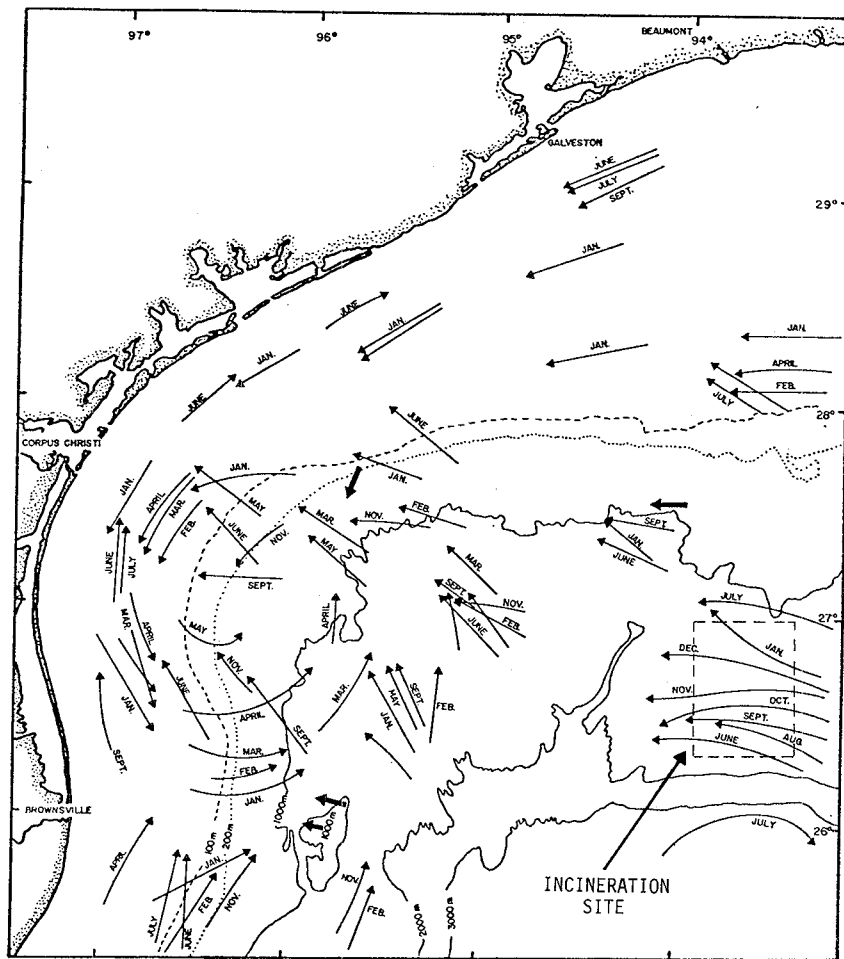 97°
96°
95°
94°
BEAUMONT
GALVESTON
JUNE
JULY
SEPT.
29°
JAN.
JUNE
JAN.
JAN.
JAN.
APRIL
FEB.
JULY
JAN.
JUNE
JUNE
28°
CORPUS CHRISTI
JAN.
JAN.
JAN.
APRIL
MAR.
FEB.
MAY
JUNE
NOV.
MAR.
NOV.
FEB.
MAY
SEPT.
JAN.
JUNE
JUNE
JULY
SEPT.
MAR.
SEPT.
NOV.
FEB.
JUNE
JULY
27°
MAR.
APRIL
MAY
APRIL
JAN.
DEC.
JAN.
JUNE
NOV.
APRIL
SEPT.
MAR.
SEPT
MAY
JAN.
FEB.
NOV.
OCT.
SEPT.
AUG.
JUNE
SEPT.
MAR.
FEB.
JAN.
BROWNSVILLE
1000m
1000m
100m
200m
26°
APRIL
JAN.
JULY
JUNE
FEB.
NOV.
NOV.
FEB.
2000m
3000m
JULY
INCINERATION
SITE